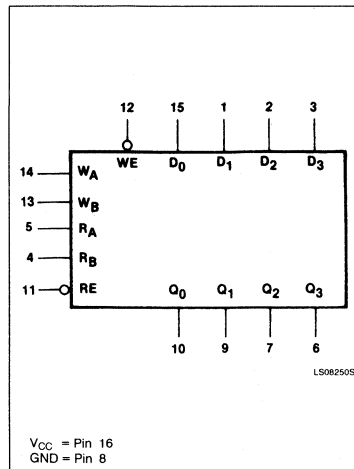 12 15 1 2 3
WE D0 D1 D2 D3
14 WA
13 WB
5 RA
4 RB
11 RE Q0 Q1 Q2 Q3
10 9 7 6
LS08250S
VCC = Pin 16
GND = Pin 8